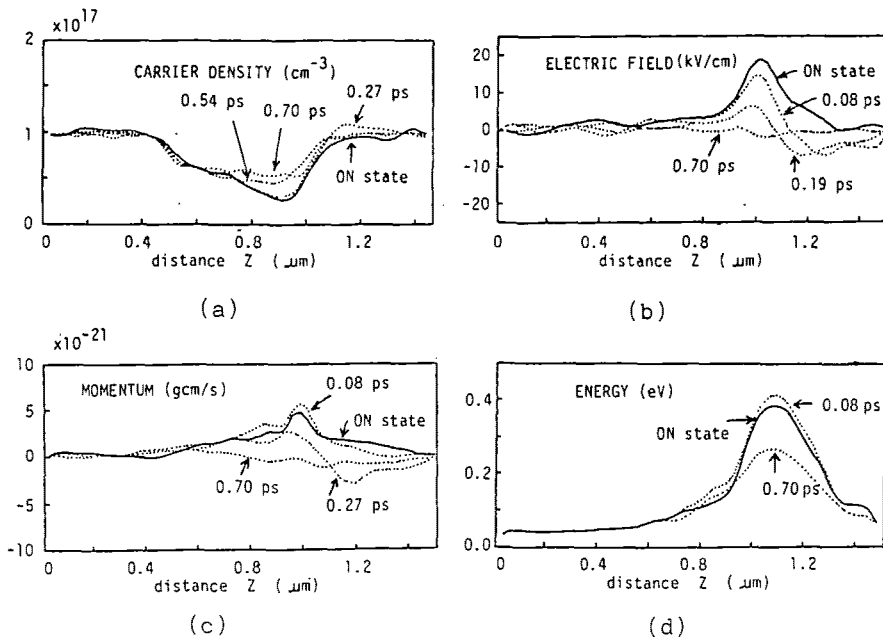 x10^17
2
CARRIER DENSITY (cm^-3)
0.54 ps
0.70 ps
0.27 ps
1
ON state
0
0
0.4
0.8
1.2
distance Z ( μm)
(a)
20
ELECTRIC FIELD(kV/cm)
ON state
10
0.08 ps
0
0.70 ps
-10
0.19 ps
-20
0
0.4
0.8
1.2
distance Z ( μm)
(b)
x10^-21
10
MOMENTUM (gcm/s)
0.08 ps
5
ON state
0
0.70 ps
-5
0.27 ps
-10
0
0.4
0.8
1.2
distance Z ( μm)
(c)
ENERGY (eV)
0.4
0.08 ps
ON state
0.2
0.70 ps
0.0
0
0.4
0.8
1.2
distance Z ( μm)
(d)